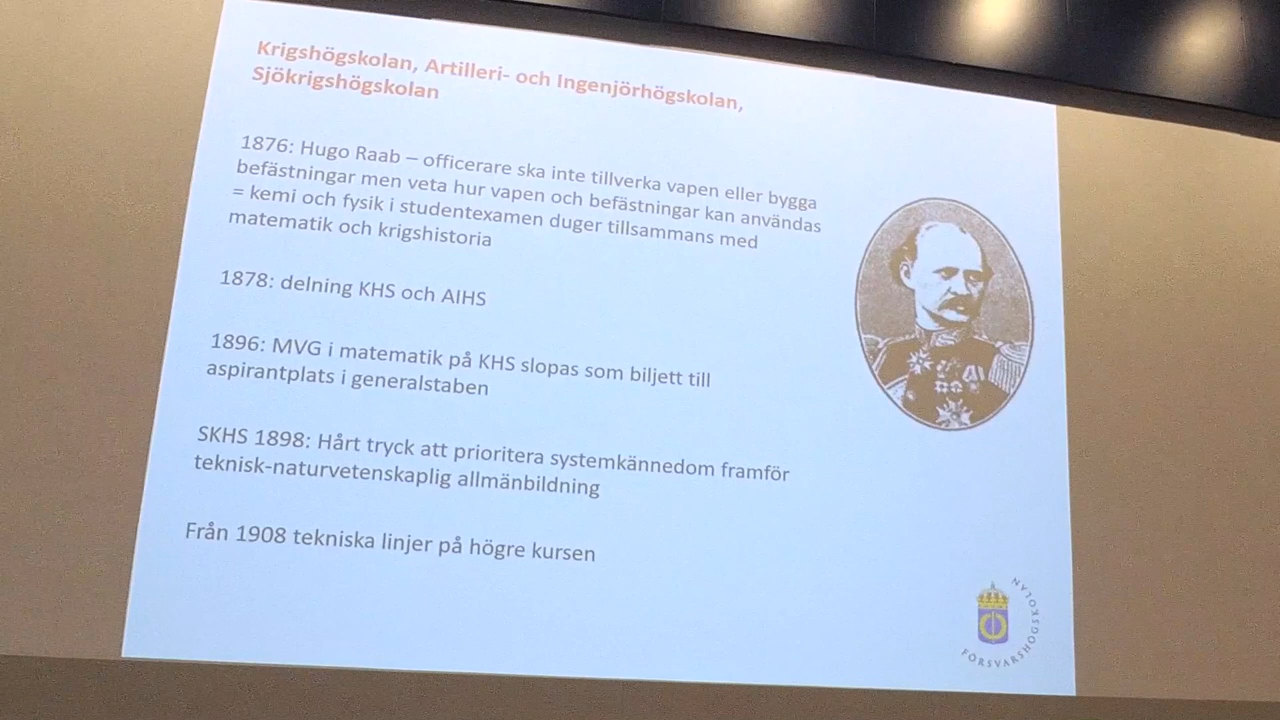 Krigshögskolan, Artilleri- och Ingenjörhögskolan,
Sjökrigshögskolan
1876: Hugo Raab – officerare ska inte tillverka vapen eller bygga
befästningar men veta hur vapen och befästningar kan användas
= kemi och fysik i studentexamen duger tillsammans med
matematik och krigshistoria
1878: delning KHS och AIHS
1896: MVG i matematik på KHS slopas som biljett till
aspirantplats i generalstaben
SKHS 1898: Hårt tryck att prioritera systemkännedom framför
teknisk-naturvetenskaplig allmänbildning
Från 1908 tekniska linjer på högre kursen
FÖRSVARSHÖGSKOLAN